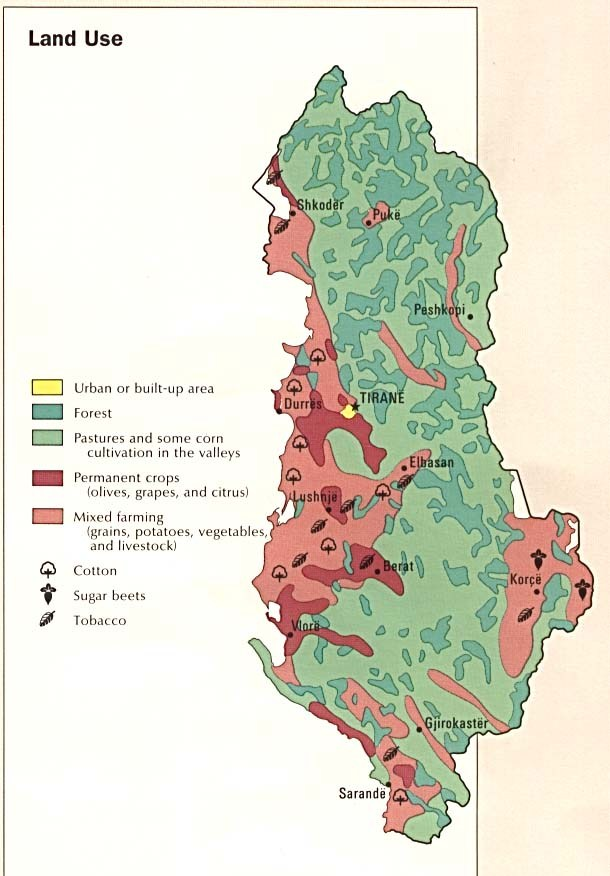 Land Use
Shkodër
Pukë
Peshkopi
TIRANË
Durrës
Elbasan
Lushnjë
Berat
Korçë
Vlorë
Gjirokastër
Sarandë
Urban or built-up area
Forest
Pastures and some corn
cultivation in the valleys
Permanent crops
(olives, grapes, and citrus)
Mixed farming
(grains, potatoes, vegetables,
and livestock)
Cotton
Sugar beets
Tobacco